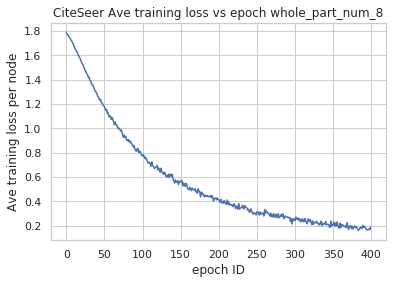 CiteSeer Ave training loss vs epoch whole_part_num_8
Ave training loss per node
1.8
1.6
1.4
1.2
1.0
0.8
0.6
0.4
0.2
0 50 100 150 200 250 300 350 400
epoch ID